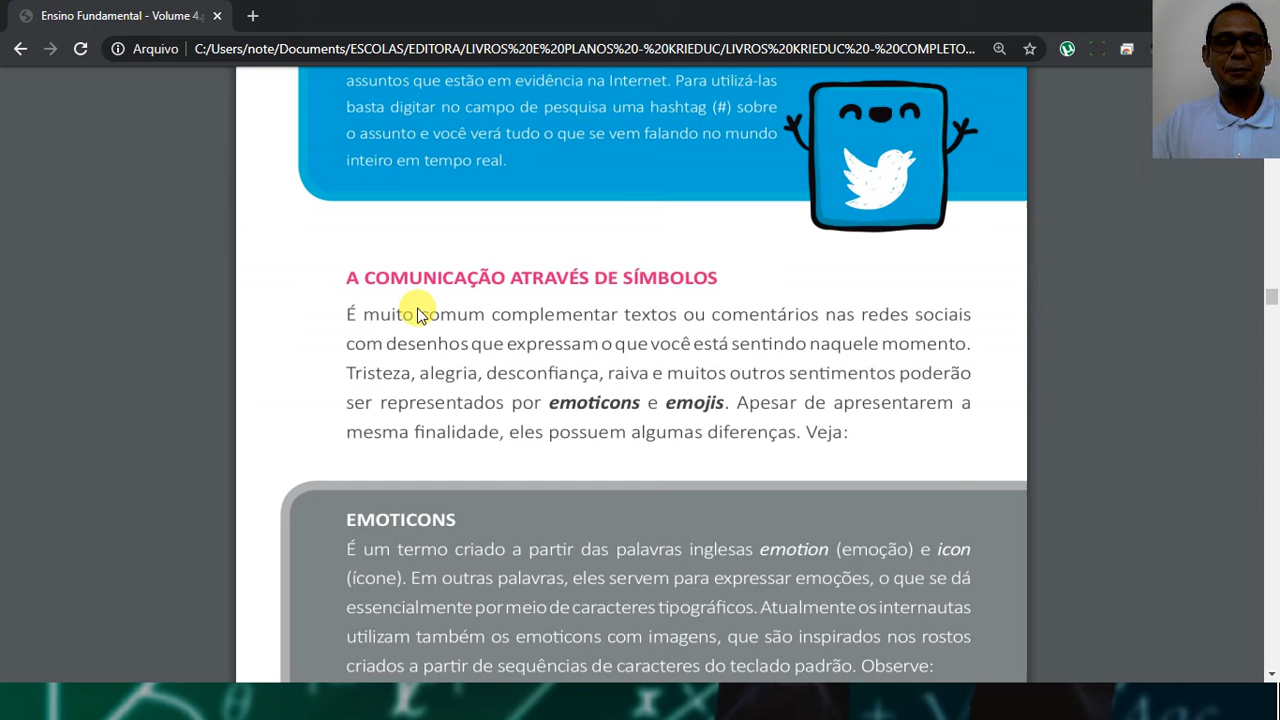 Ensino Fundamental - Volume 4.p
Arquivo C:/Users/note/Documents/ESCOLAS/EDITORA/LIVROS%20E%20PLANOS%20-%20KRIEDUC/LIVROS%20KRIEDUC%20-%20COMPLETO...
assuntos que estão em evidência na Internet. Para utilizá-las
basta digitar no campo de pesquisa uma hashtag (#) sobre
o assunto e você verá tudo o que se vem falando no mundo
inteiro em tempo real.
A COMUNICAÇÃO ATRAVÉS DE SÍMBOLOS
É muito comum complementar textos ou comentários nas redes sociais
com desenhos que expressam o que você está sentindo naquele momento.
Tristeza, alegria, desconfiança, raiva e muitos outros sentimentos poderão
ser representados por emoticons e emojis. Apesar de apresentarem a
mesma finalidade, eles possuem algumas diferenças. Veja:
EMOTICONS
É um termo criado a partir das palavras inglesas emotion (emoção) e icon
(ícone). Em outras palavras, eles servem para expressar emoções, o que se dá
essencialmente por meio de caracteres tipográficos. Atualmente os internautas
utilizam também os emoticons com imagens, que são inspirados nos rostos
criados a partir de sequências de caracteres do teclado padrão. Observe: